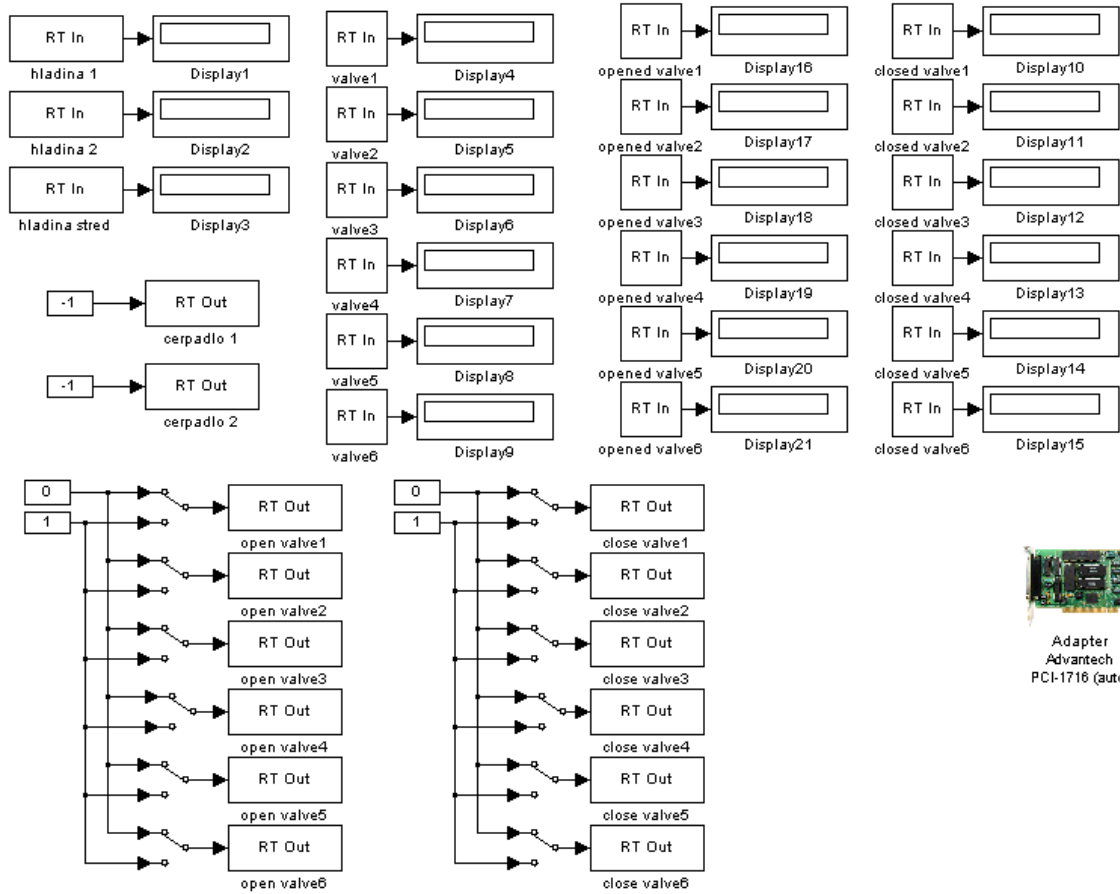 RT In
hladina 1
Display1
RT In
hladina 2
Display2
RT In
hladina stred
Display3
-1
RT Out
cerpadlo 1
-1
RT Out
cerpadlo 2
RT In
valve1
Display4
RT In
valve2
Display5
RT In
valve3
Display6
RT In
valve4
Display7
RT In
valve5
Display8
RT In
valve6
Display9
RT In
opened valve1
Display16
RT In
opened valve2
Display17
RT In
opened valve3
Display18
RT In
opened valve4
Display19
RT In
opened valve5
Display20
RT In
opened valve6
Display21
RT In
closed valve1
Display10
RT In
closed valve2
Display11
RT In
closed valve3
Display12
RT In
closed valve4
Display13
RT In
closed valve5
Display14
RT In
closed valve6
Display15
0
1
RT Out
open valve1
RT Out
open valve2
RT Out
open valve3
RT Out
open valve4
RT Out
open valve5
RT Out
open valve6
0
1
RT Out
close valve1
RT Out
close valve2
RT Out
close valve3
RT Out
close valve4
RT Out
close valve5
RT Out
close valve6
Adapter
Advantech
PCI-1716 (aut